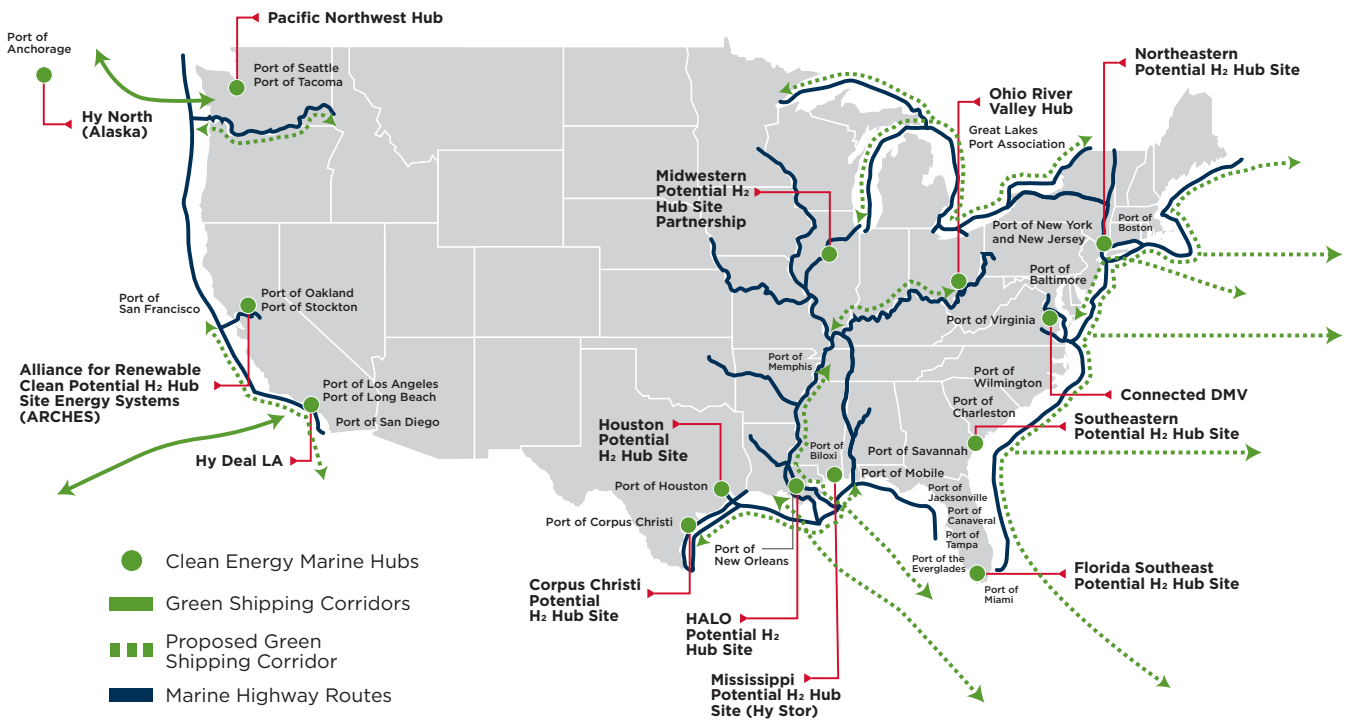 Pacific Northwest Hub
Port of
Anchorage
Port of Seattle
Port of Tacoma
Hy North
(Alaska)
Northeastern
Potential H₂ Hub Site
Ohio River
Valley Hub
Great Lakes
Port Association
Midwestern
Potential H₂
Hub Site
Partnership
Port of New York
and New Jersey
Port of
Boston
Port of
Baltimore
Port of Virginia
Port of
San Francisco
Port of Oakland
Port of Stockton
Alliance for Renewable
Clean Potential H₂ Hub
Site Energy Systems
(ARCHES)
Port of Los Angeles
Port of Long Beach
Port of San Diego
Hy Deal LA
Port of
Memphis
Port of
Wilmington
Port of
Charleston
Connected DMV
Southeastern
Potential H₂ Hub Site
Houston
Potential
H₂ Hub Site
Port of
Biloxi
Port of Savannah
Port of Mobile
Port of Houston
Port of
Jacksonville
Port of
Canaveral
Port of
Tampa
Port of Corpus Christi
Port of
New Orleans
Port of the
Everglades
Port of
Miami
Florida Southeast
Potential H₂ Hub Site
Corpus Christi
Potential
H₂ Hub Site
HALO
Potential H₂
Hub Site
Mississippi
Potential H₂ Hub
Site (Hy Stor)
Clean Energy Marine Hubs
Green Shipping Corridors
Proposed Green
Shipping Corridor
Marine Highway Routes